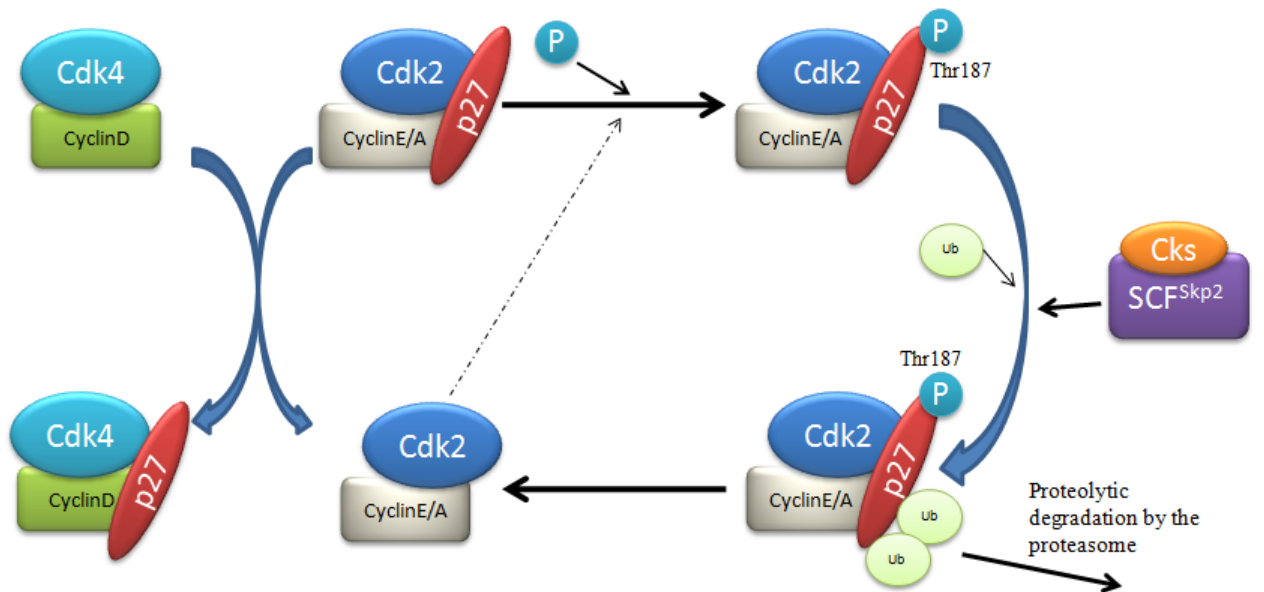 Cdk4
CyclinD
Cdk2
CyclinE/A
p27
P
Cdk2
CyclinE/A
p27
P
Thr187
Ub
Cks
SCFSkp2
Cdk4
CyclinD
p27
Cdk2
CyclinE/A
Thr187
P
Cdk2
CyclinE/A
p27
Ub
Ub
Proteolytic
degradation by the
proteasome